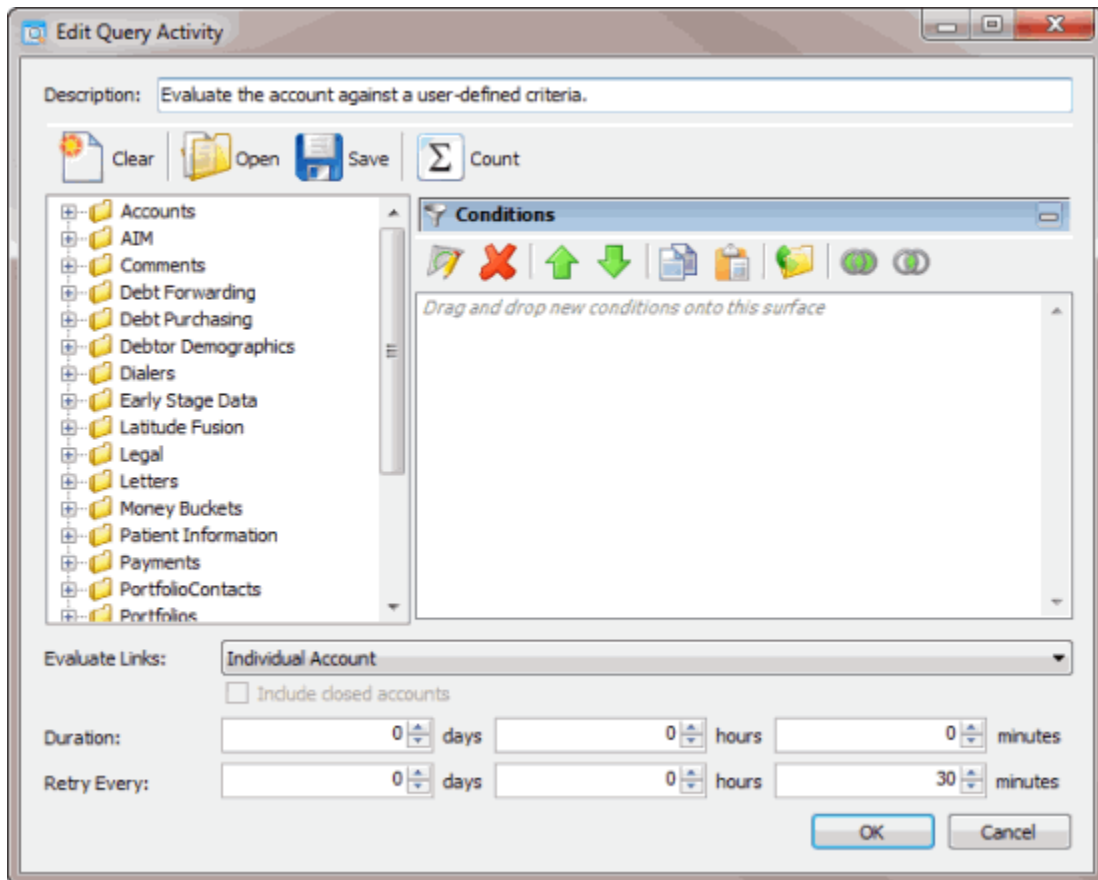 Edit Query Activity
Description: Evaluate the account against a user-defined criteria.
Clear Open Save Σ Count
Accounts
AIM
Comments
Debt Forwarding
Debt Purchasing
Debtor Demographics
Dialers
Early Stage Data
Latitude Fusion
Legal
Letters
Money Buckets
Patient Information
Payments
PortfolioContacts
Portfolios
Conditions
Drag and drop new conditions onto this surface
Evaluate Links: Individual Account
Include closed accounts
Duration: 0 days 0 hours 0 minutes
Retry Every: 0 days 0 hours 30 minutes
OK Cancel